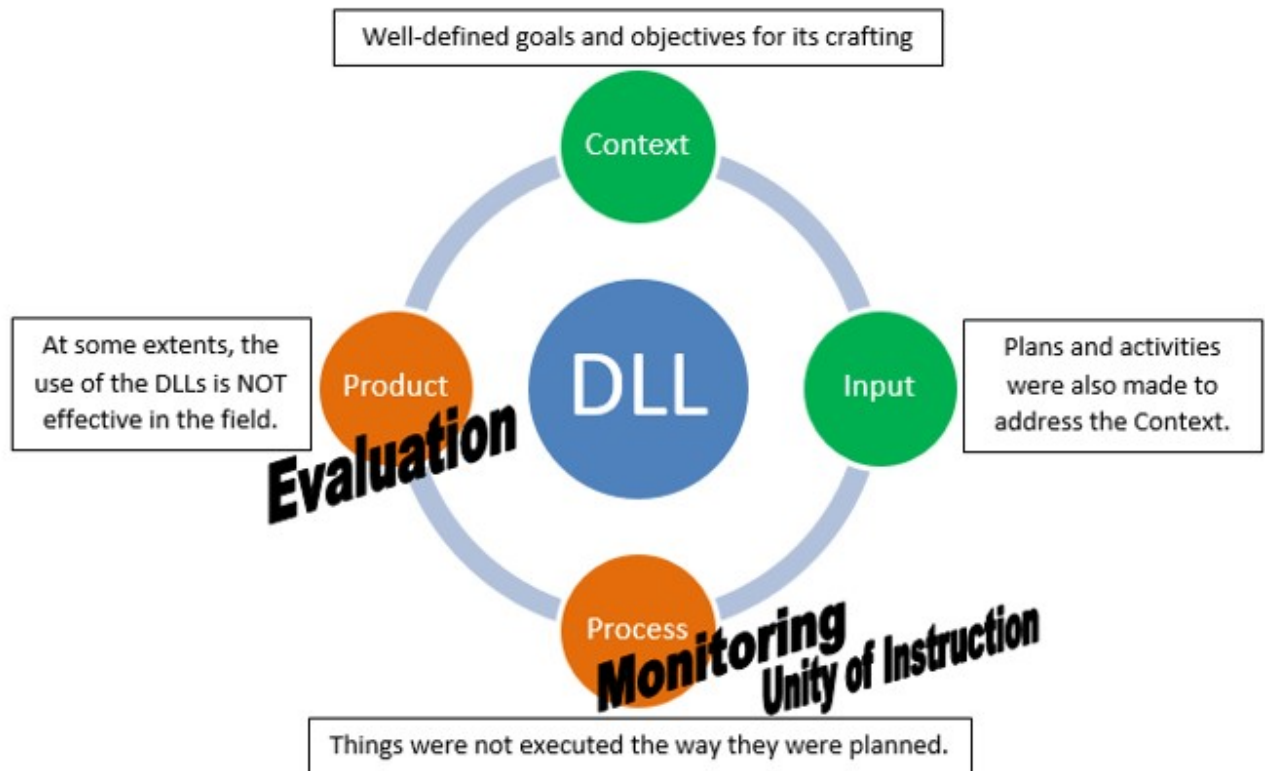 Well-defined goals and objectives for its crafting
Context
At some extents, the
use of the DLLs is NOT
effective in the field.
Product
Evaluation
DLL
Input
Plans and activities
were also made to
address the Context.
Process
Monitoring
Unity of Instruction
Things were not executed the way they were planned.